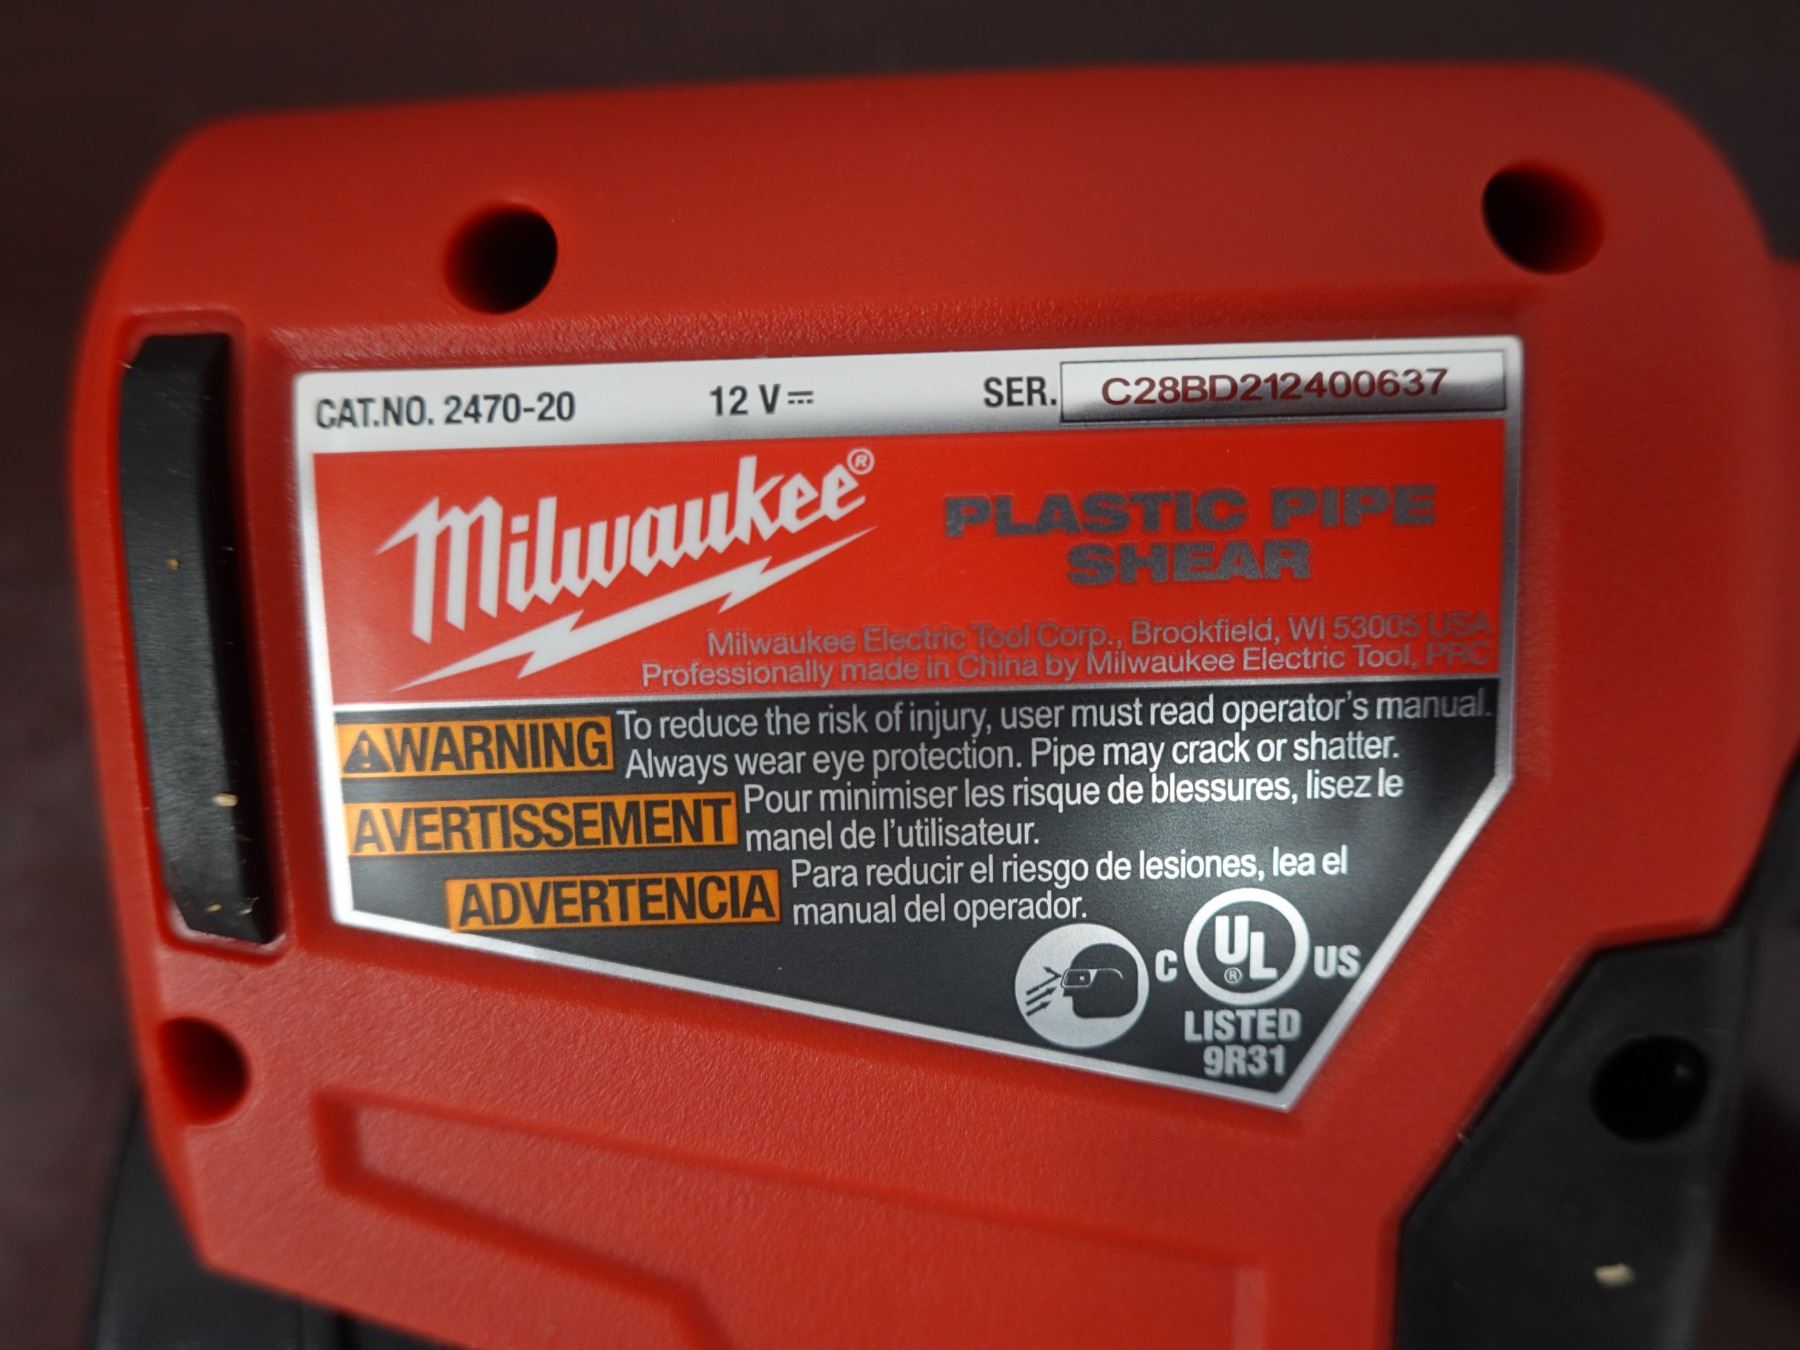 CAT.NO. 2470-20 12 V⎓ SER. C28BD212400637
Milwaukee®
PLASTIC PIPE
SHEAR
Milwaukee Electric Tool Corp., Brookfield, WI 53005 USA
Professionally made in China by Milwaukee Electric Tool, PRC
⚠WARNING To reduce the risk of injury, user must read operator's manual.
Always wear eye protection. Pipe may crack or shatter.
AVERTISSEMENT Pour minimiser les risque de blessures, lisez le
manel de l'utilisateur.
ADVERTENCIA Para reducir el riesgo de lesiones, lea el
manual del operador.
C UL® US
LISTED
9R31